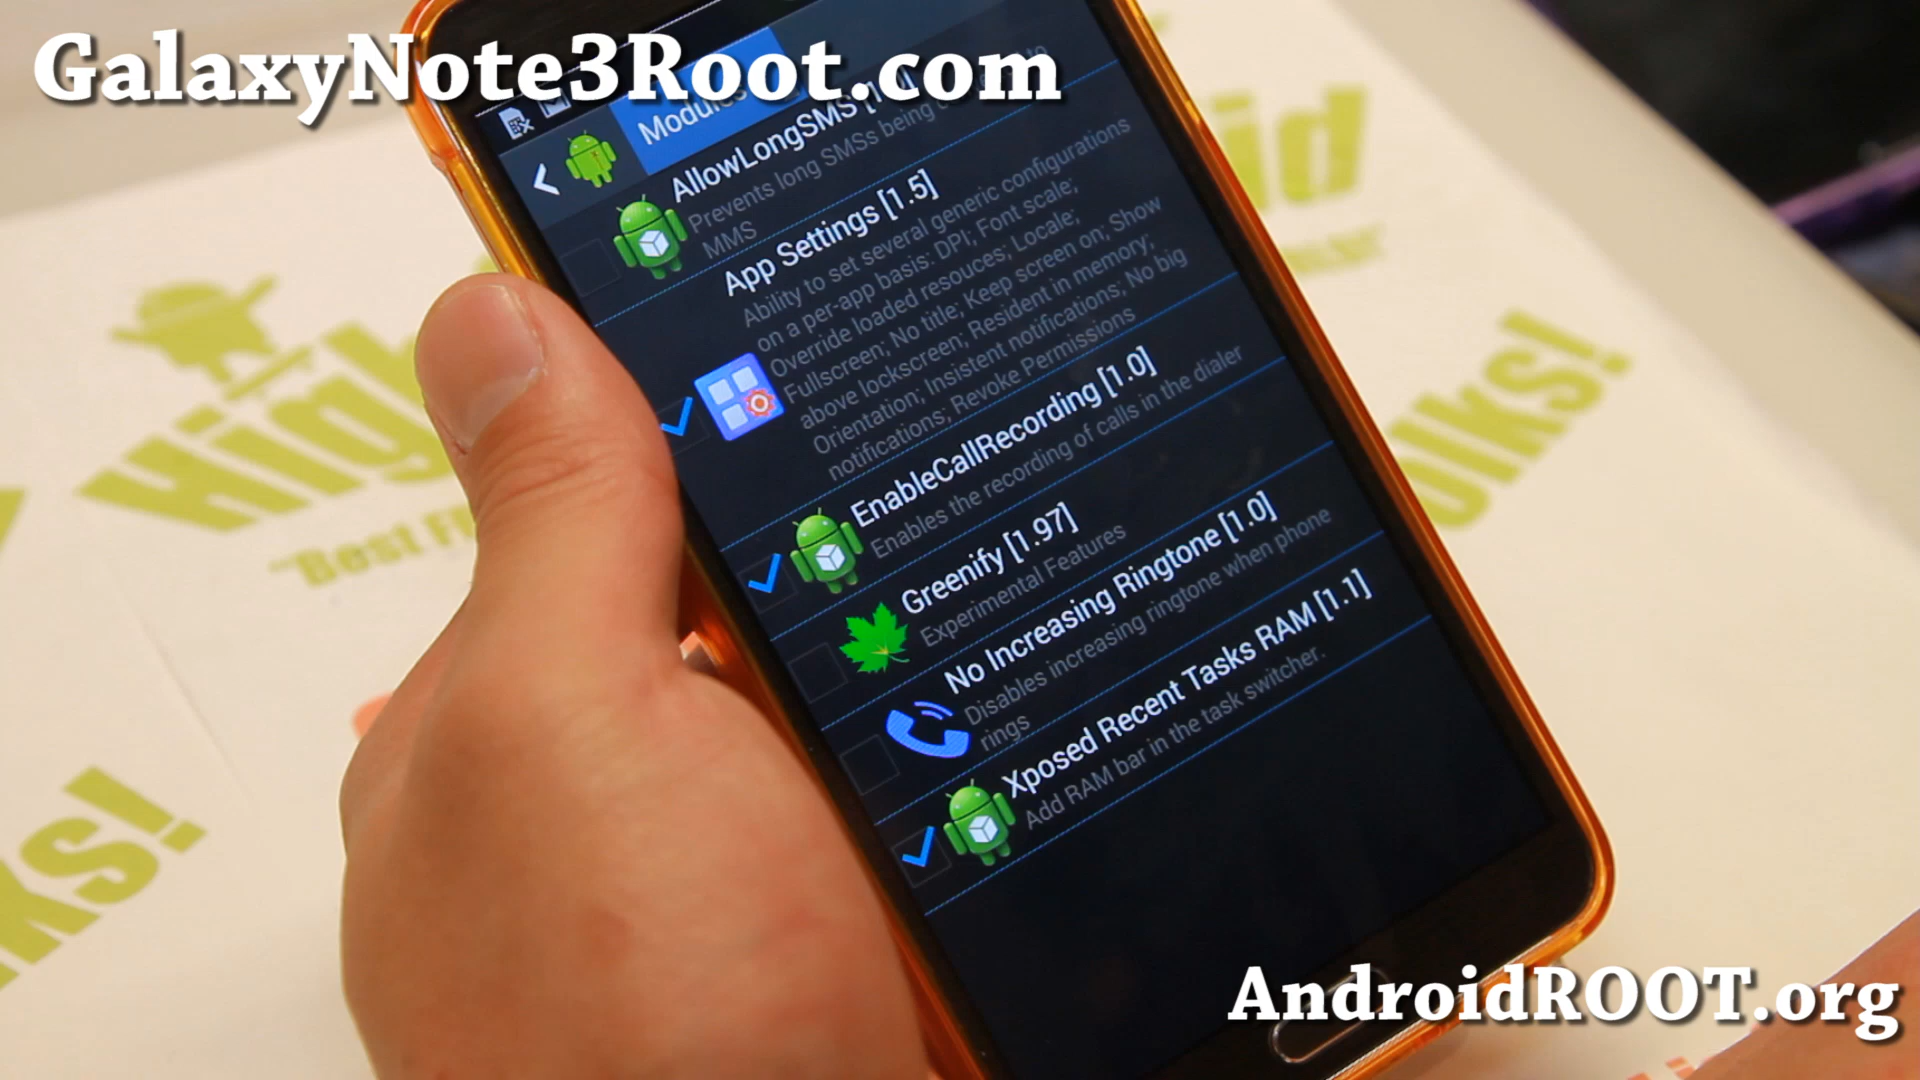 GalaxyNote3Root.com
Modules
AllowLongSMS
Prevents long SMSs being
MMS
App Settings [1.5]
Ability to set several generic configurations
on a per-app basis: DPI; Font scale;
Override loaded resouces; Locale;
Fullscreen; No title; Keep screen on; Show
above lockscreen; Resident in memory;
Orientation; Insistent notifications; No big
notifications; Revoke Permissions
EnableCallRecording [1.0]
Enables the recording of calls in the dialer
Greenify [1.97]
Experimental Features
No Increasing Ringtone [1.0]
Disables increasing ringtone when phone
rings
Xposed Recent Tasks RAM [1.1]
Add RAM bar in the task switcher.
AndroidROOT.org